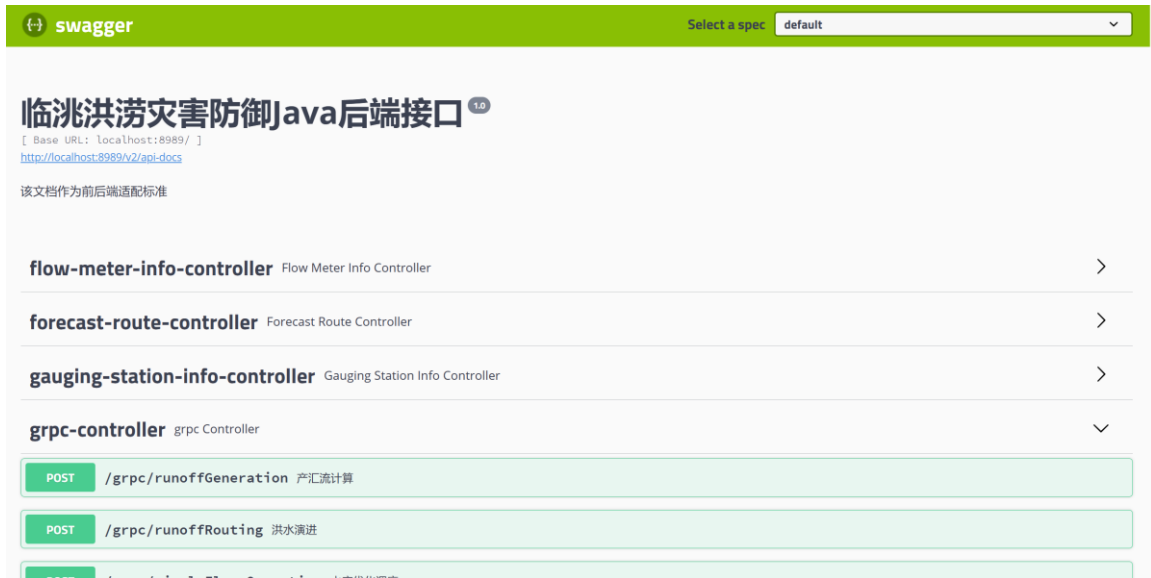 swagger
Select a spec default
临洮洪涝灾害防御Java后端接口 1.0
[ Base URL: localhost:8989/ ]
http://localhost:8989/v2/api-docs
该文档作为前后端适配标准
flow-meter-info-controller Flow Meter Info Controller
forecast-route-controller Forecast Route Controller
gauging-station-info-controller Gauging Station Info Controller
grpc-controller grpc Controller
POST /grpc/runoffGeneration 产汇流计算
POST /grpc/runoffRouting 洪水演进